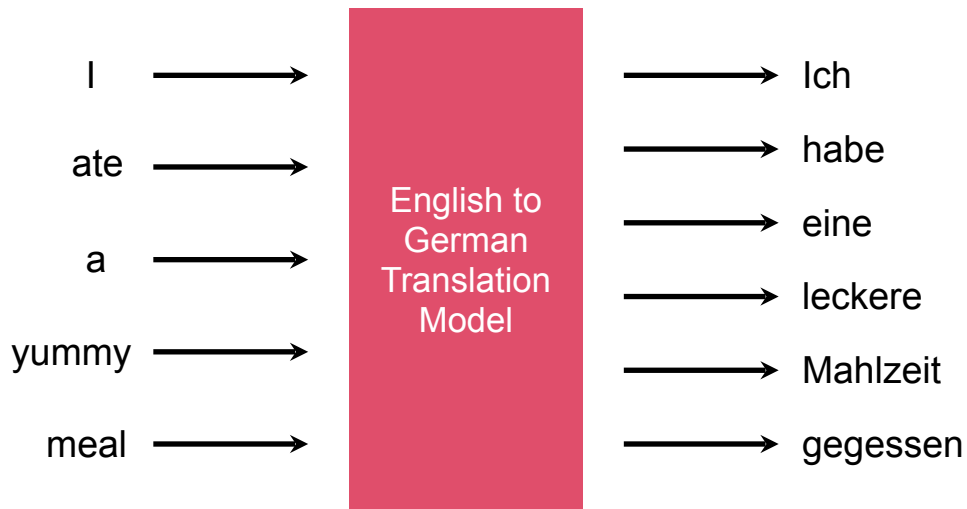 I
ate
a
yummy
meal
English to
German
Translation
Model
Ich
habe
eine
leckere
Mahlzeit
gegessen